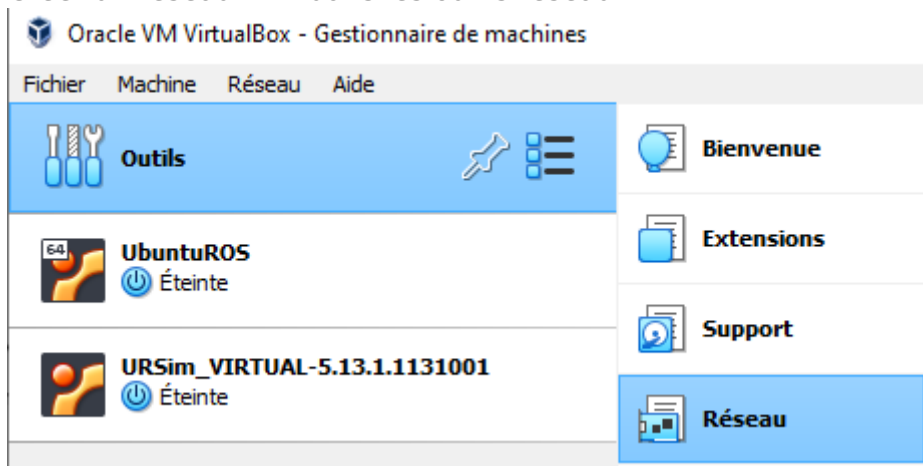 Oracle VM VirtualBox - Gestionnaire de machines
Fichier Machine Réseau Aide
Outils
Bienvenue
64
UbuntuROS
Éteinte
Extensions
Support
URSim_VIRTUAL-5.13.1.1131001
Éteinte
Réseau